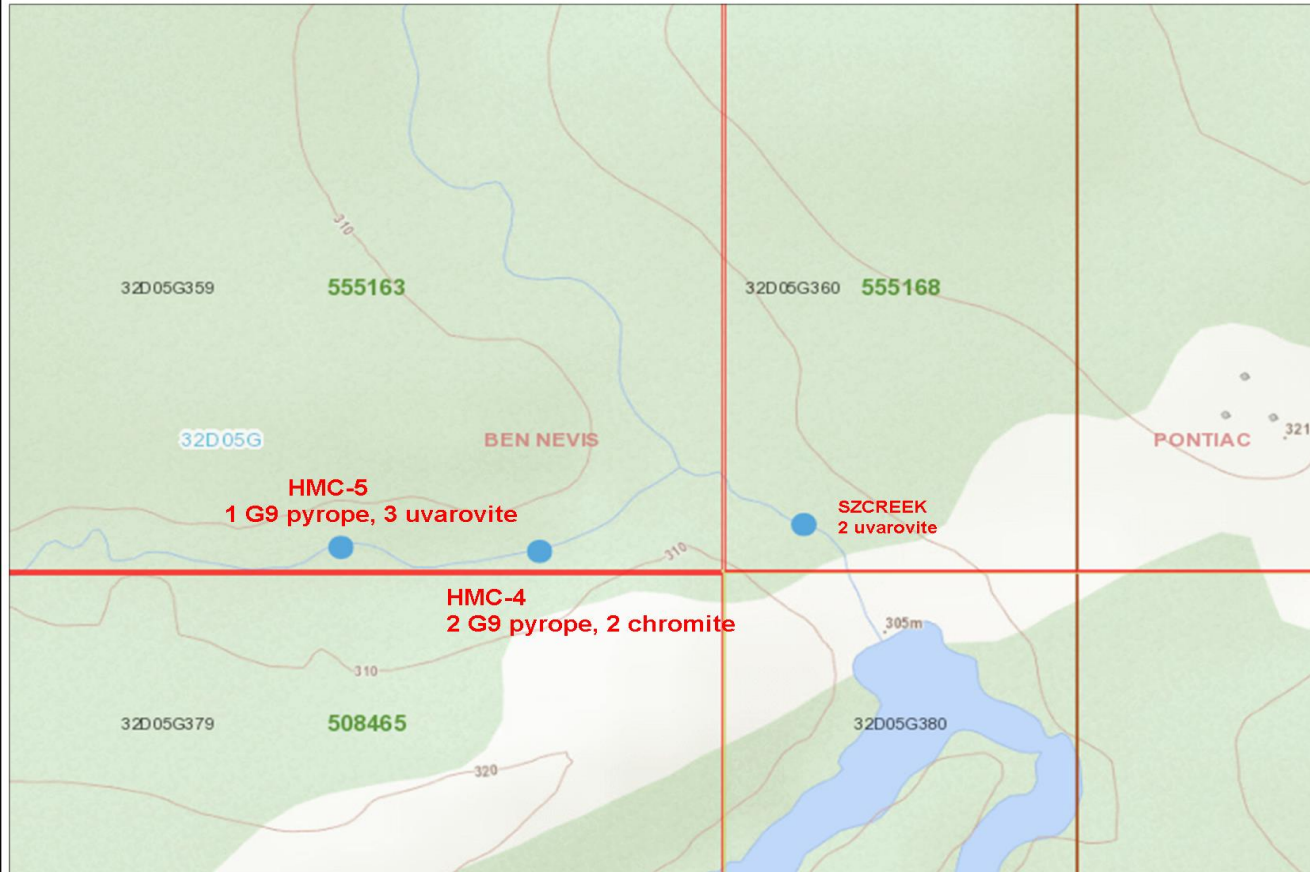 310
32D05G359
555163
32D05G360
555168
32D05G
BEN NEVIS
PONTIAC
321
HMC-5
1 G9 pyrope, 3 uvarovite
SZCREEK
2 uvarovite
310
HMC-4
2 G9 pyrope, 2 chromite
305m
310
32D05G379
508465
32D05G380
320